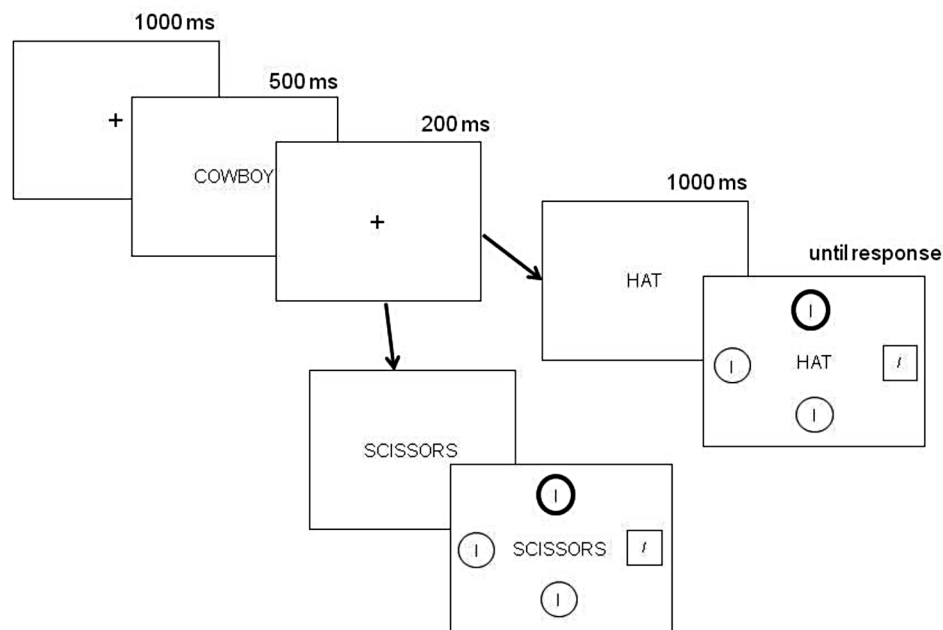 1000 ms
+
500 ms
COWBOY
200 ms
+
1000 ms
HAT
until response
|
|
HAT
/
|
SCISSORS
|
|
SCISSORS
/
|